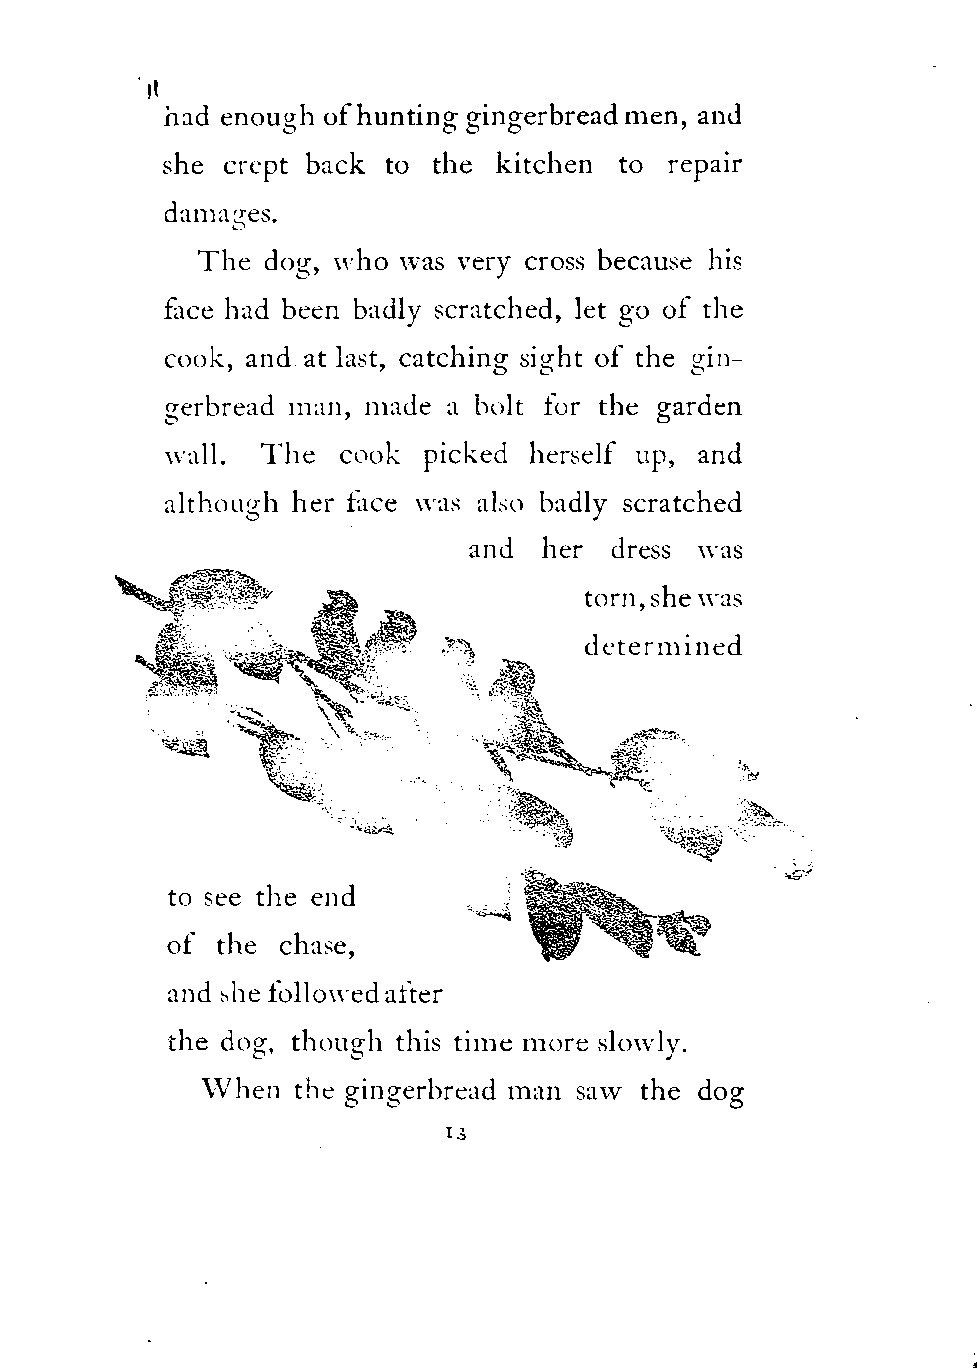 had enough of hunting gingerbread men, and
she crept back to the kitchen to repair
damages.
The dog, who was very cross because his
face had been badly scratched, let go of the
cook, and at last, catching sight of the gin-
gerbread man, made a bolt for the garden
wall. The cook picked herself up, and
although her face was also badly scratched
and her dress was
torn, she was
determined
to see the end
of the chase,
and she followed after
the dog, though this time more slowly.
When the gingerbread man saw the dog
13